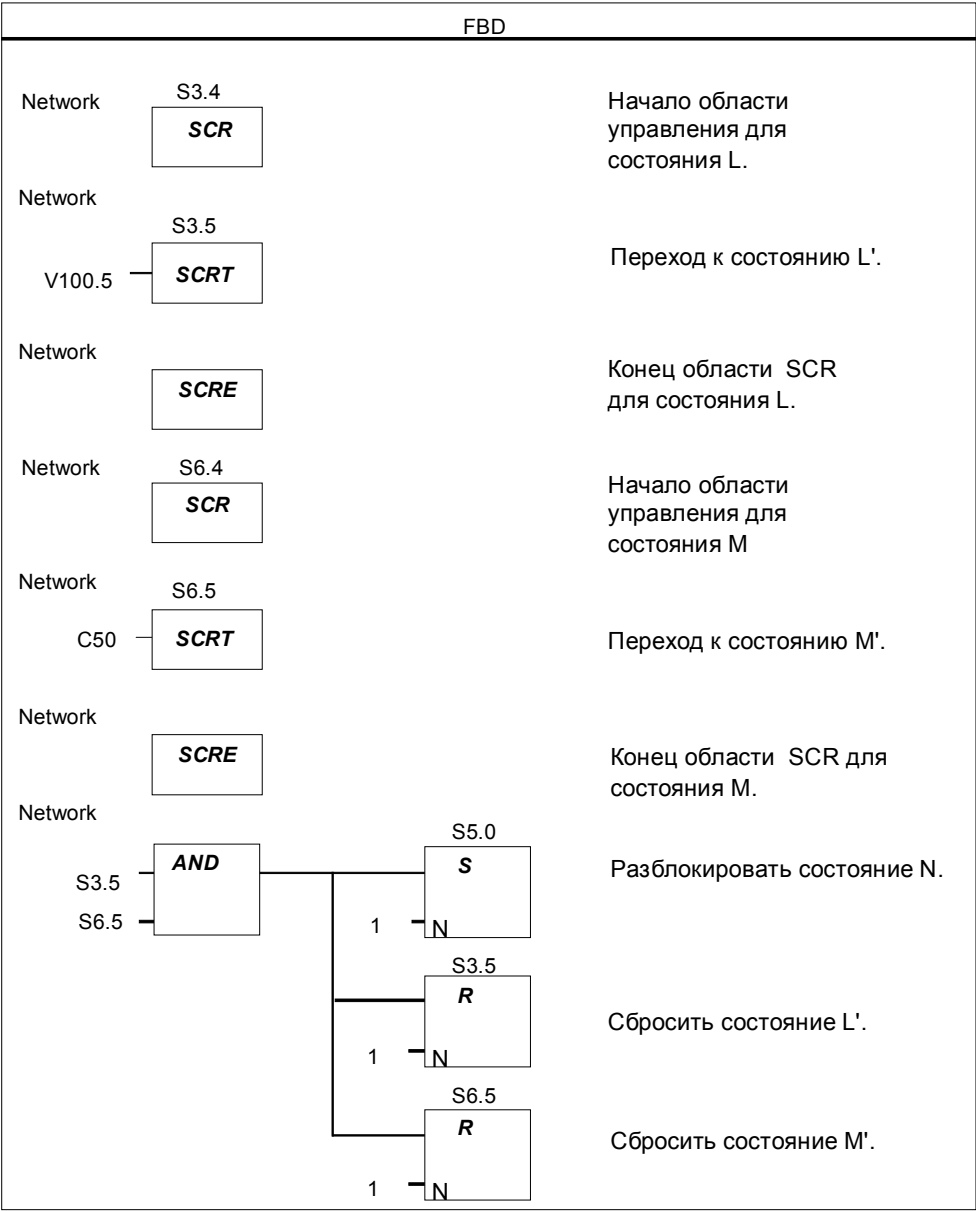 FBD
Network
S3.4
SCR
Начало области
управления для
состояния L.
Network
S3.5
V100.5
SCRT
Переход к состоянию L'.
Network
SCRE
Конец области SCR
для состояния L.
Network
S6.4
SCR
Начало области
управления для
состояния M
Network
S6.5
C50
SCRT
Переход к состоянию M'.
Network
SCRE
Конец области SCR для
состояния M.
Network
S3.5
S6.5
AND
S5.0
S
1
N
Разблокировать состояние N.
S3.5
R
1
N
Сбросить состояние L'.
S6.5
R
1
N
Сбросить состояние M'.